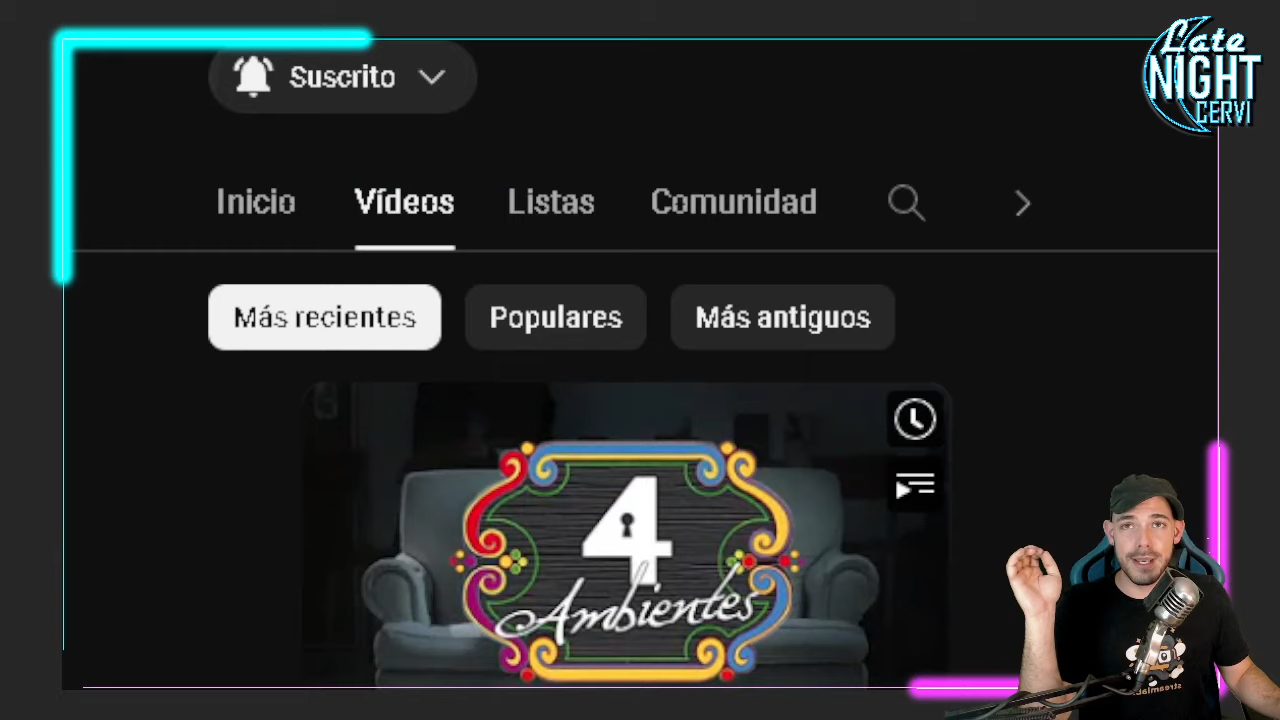 Late
NIGHT
CERVI
Suscrito
Inicio Vídeos Listas Comunidad
Más recientes Populares Más antiguos
4
Ambientes